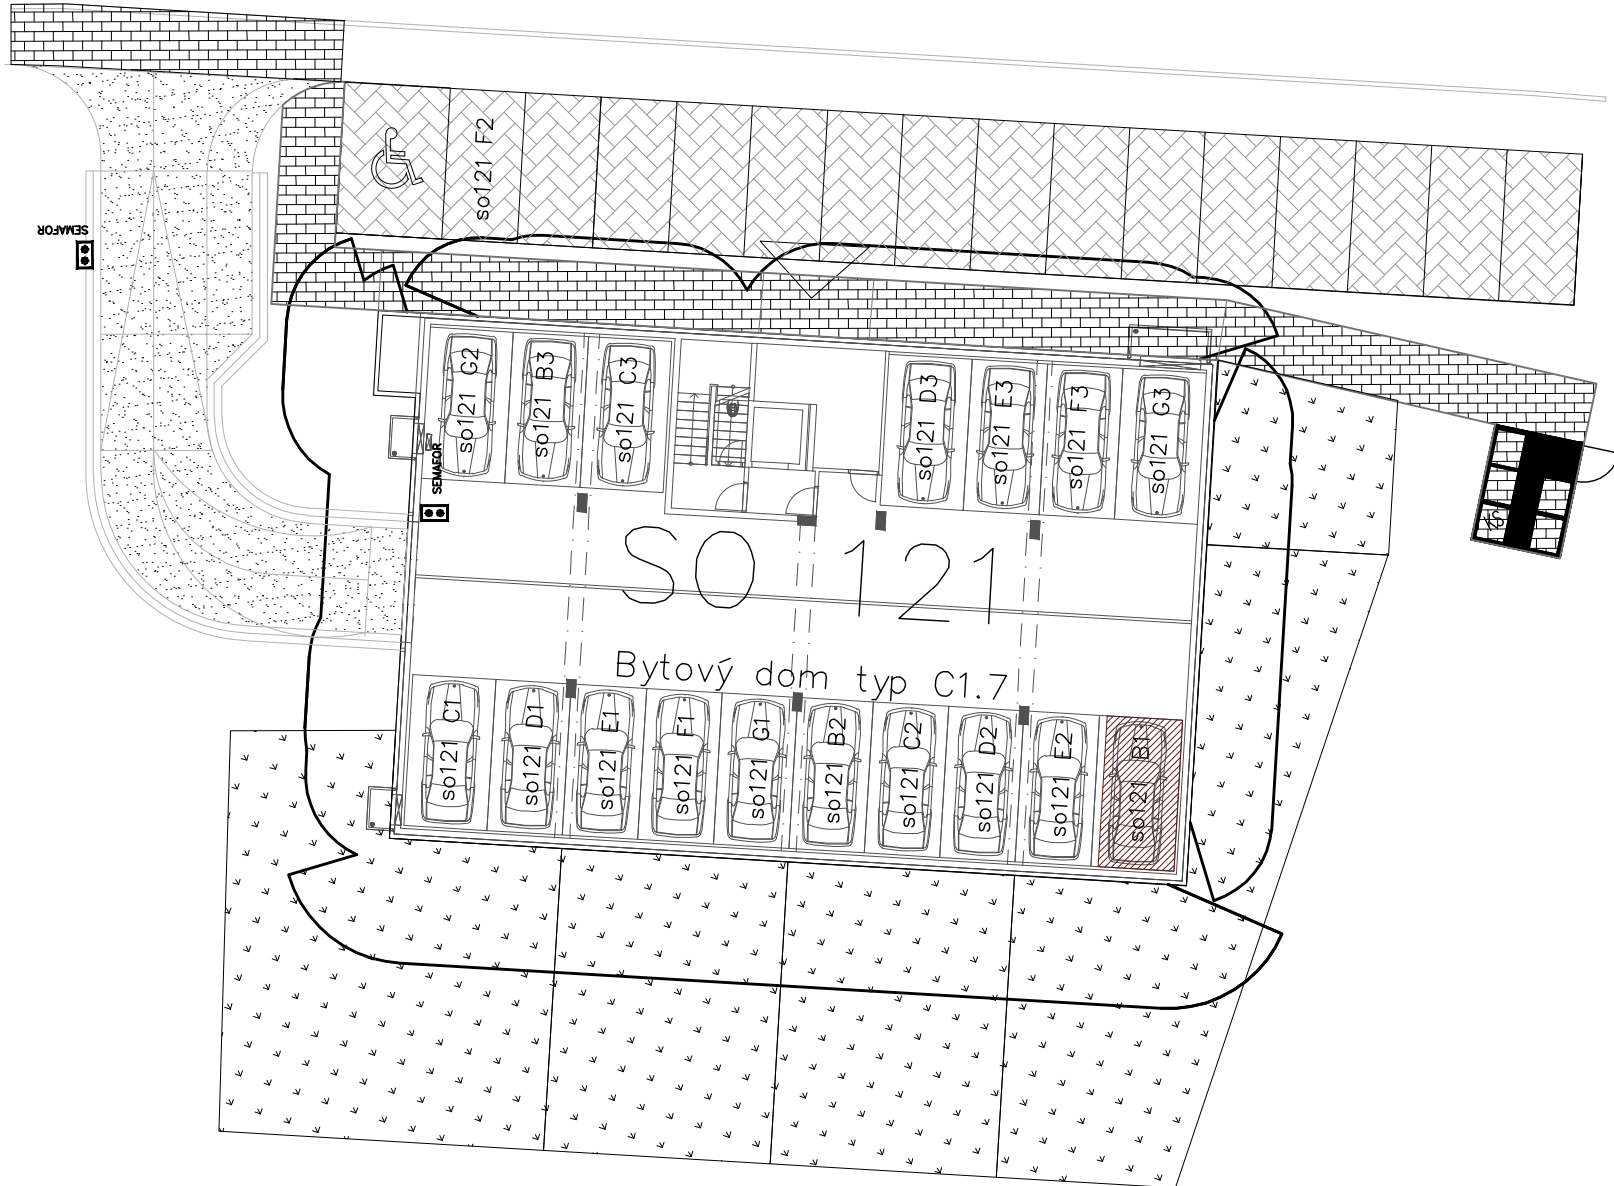 so121 F2
SEMAFOR
so121 G2
so121 B3
so121 C3
so121 D3
so121 E3
so121 F3
so121 G3
SEMAFOR
SO 121
Bytový dom typ C1.7
so121 C1
so121 D1
so121 E1
so121 F1
so121 G1
so121 B2
so121 C2
so121 D2
so121 E2
so121 B1